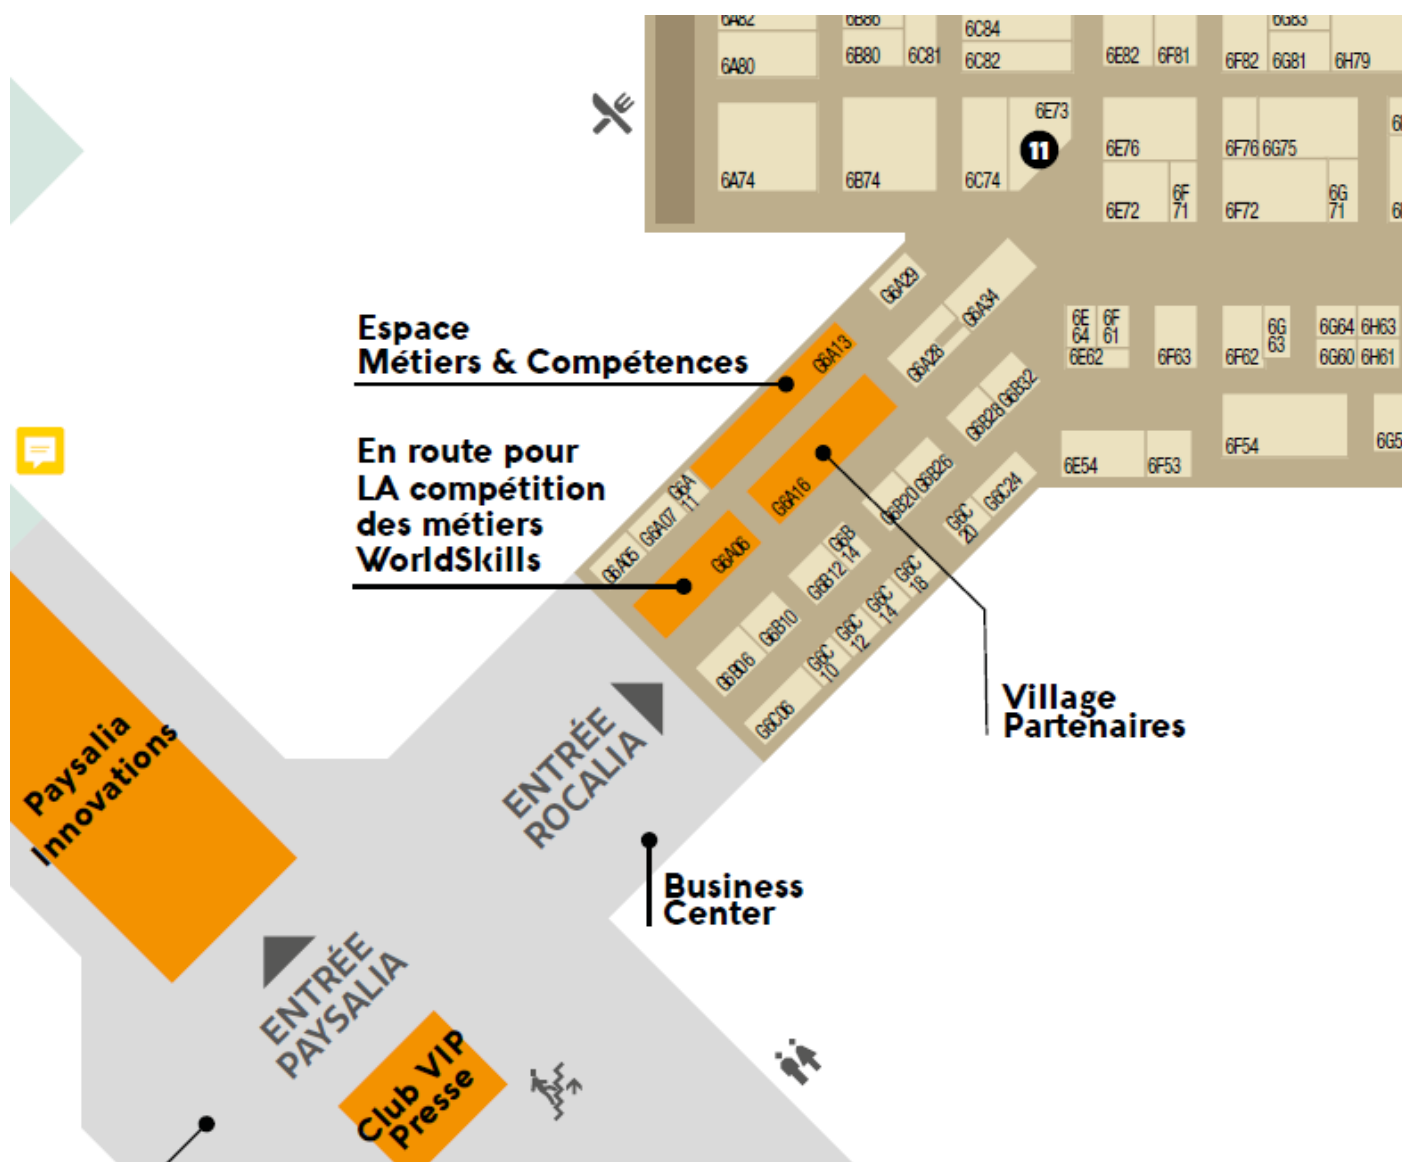 6A82
6B86
6C84
6G83
6A80
6B80
6C81
6C82
6E82
6F81
6F82
6G81
6H79
6E73
11
6A74
6B74
6C74
6E76
6F76
6G75
6E72
6F
71
6F72
6G
71
G6A29
G6A34
G6A28
Espace
Métiers & Compétences
G6A13
6E
64
6F
61
6E62
6F63
6F62
6G
63
6G64
6H63
6G60
6H61
G6B32
G6B28
En route pour
LA compétition
des métiers
WorldSkills
G6A
11
G6A07
G6A05
G6A16
G6A06
G6B26
G6B20
G6C24
G6C
20
6E54
6F53
6F54
G6B
14
G6B12
G6C
18
G6C
14
G6C
12
G6C
10
G6B10
G6B06
G6C06
Village
Partenaires
ENTRÉE
ROCALIA
Paysalia
Innovations
Business
Center
ENTRÉE
PAYSALIA
Club VIP
Presse